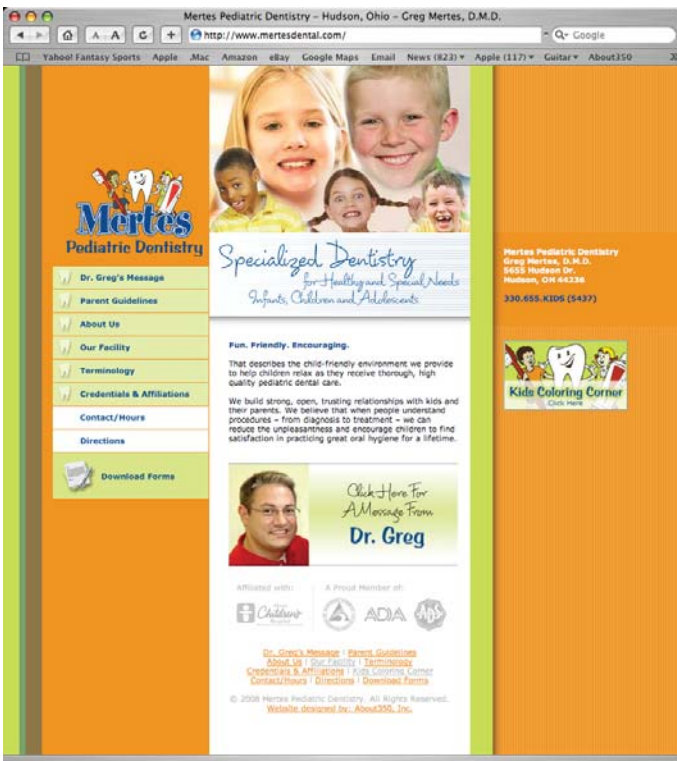 Mertes Pediatric Dentistry – Hudson, Ohio – Greg Mertes, D.M.D.
A A C + http://www.mertesdental.com/ Q Google
Yahoo! Fantasy Sports Apple .Mac Amazon eBay Google Maps Email News (823) Apple (117) Guitar About350
Mertes
Pediatric Dentistry
Dr. Greg's Message
Parent Guidelines
About Us
Our Facility
Terminology
Credentials & Affiliations
Contact/Hours
Directions
Download Forms
Specialized Dentistry
for Healthy and Special Needs
Infants, Children and Adolescents
Fun. Friendly. Encouraging.
That describes the child-friendly environment we provide
to help children relax as they receive thorough, high
quality pediatric dental care.
We build strong, open, trusting relationships with kids and
their parents. We believe that when people understand
procedures – from diagnosis to treatment – we can
reduce the unpleasantness and encourage children to find
satisfaction in practicing great oral hygiene for a lifetime.
Click Here For
A Message From
Dr. Greg
Affiliated with: A Proud Member of:
Children's
ADIA
Dr. Greg's Message | Parent Guidelines
About Us | Our Facility | Terminology
Credentials & Affiliations | Kids Coloring Corner
Contact/Hours | Directions | Download Forms
© 2008 Mertes Pediatric Dentistry. All Rights Reserved.
Website designed by: About350, Inc.
Mertes Pediatric Dentistry
Greg Mertes, D.M.D.
5655 Hudson Dr.
Hudson, OH 44236
330.655.KIDS (5437)
Kids Coloring Corner
Click Here